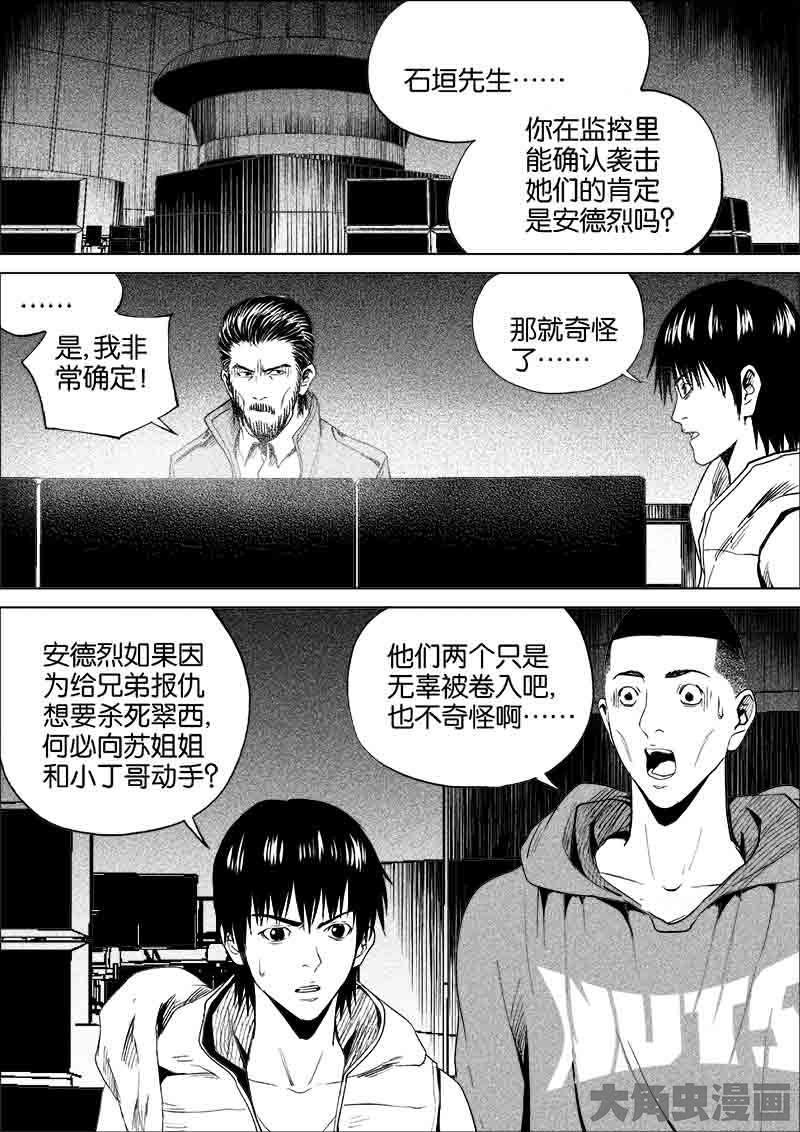 石垣先生……
你在监控里
能确认袭击
她们的肯定
是安德烈吗?
……
是,我非
常确定!
那就奇怪
了……
安德烈如果因
为给兄弟报仇
想要杀死翠西,
何必向苏姐姐
和小丁哥动手?
他们两个只是
无辜被卷入吧,
也不奇怪啊……
NUTS
大角虫漫画